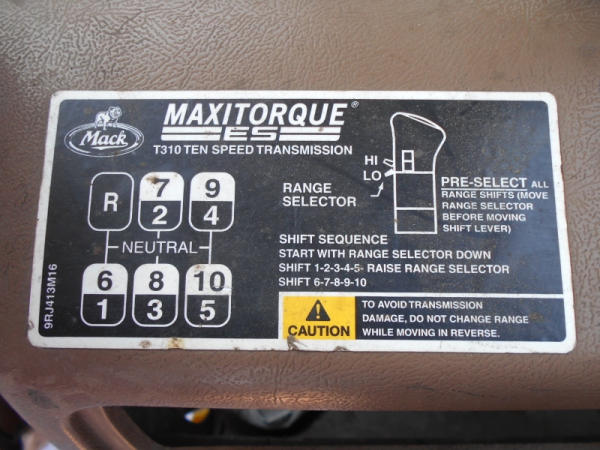 Mack
MAXITORQUE®
ES
T310 TEN SPEED TRANSMISSION
R
7
2
9
4
NEUTRAL
6
1
8
3
10
5
9RJ413M16
RANGE
SELECTOR
HI
LO
PRE-SELECT ALL
RANGE SHIFTS (MOVE
RANGE SELECTOR
BEFORE MOVING
SHIFT LEVER)
SHIFT SEQUENCE
START WITH RANGE SELECTOR DOWN
SHIFT 1-2-3-4-5- RAISE RANGE SELECTOR
SHIFT 6-7-8-9-10
CAUTION
TO AVOID TRANSMISSION
DAMAGE, DO NOT CHANGE RANGE
WHILE MOVING IN REVERSE.